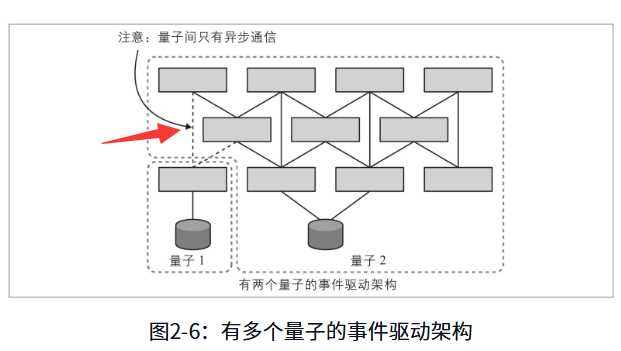 注意：量子间只有异步通信
量子 1
量子 2
有两个量子的事件驱动架构
图2-6：有多个量子的事件驱动架构